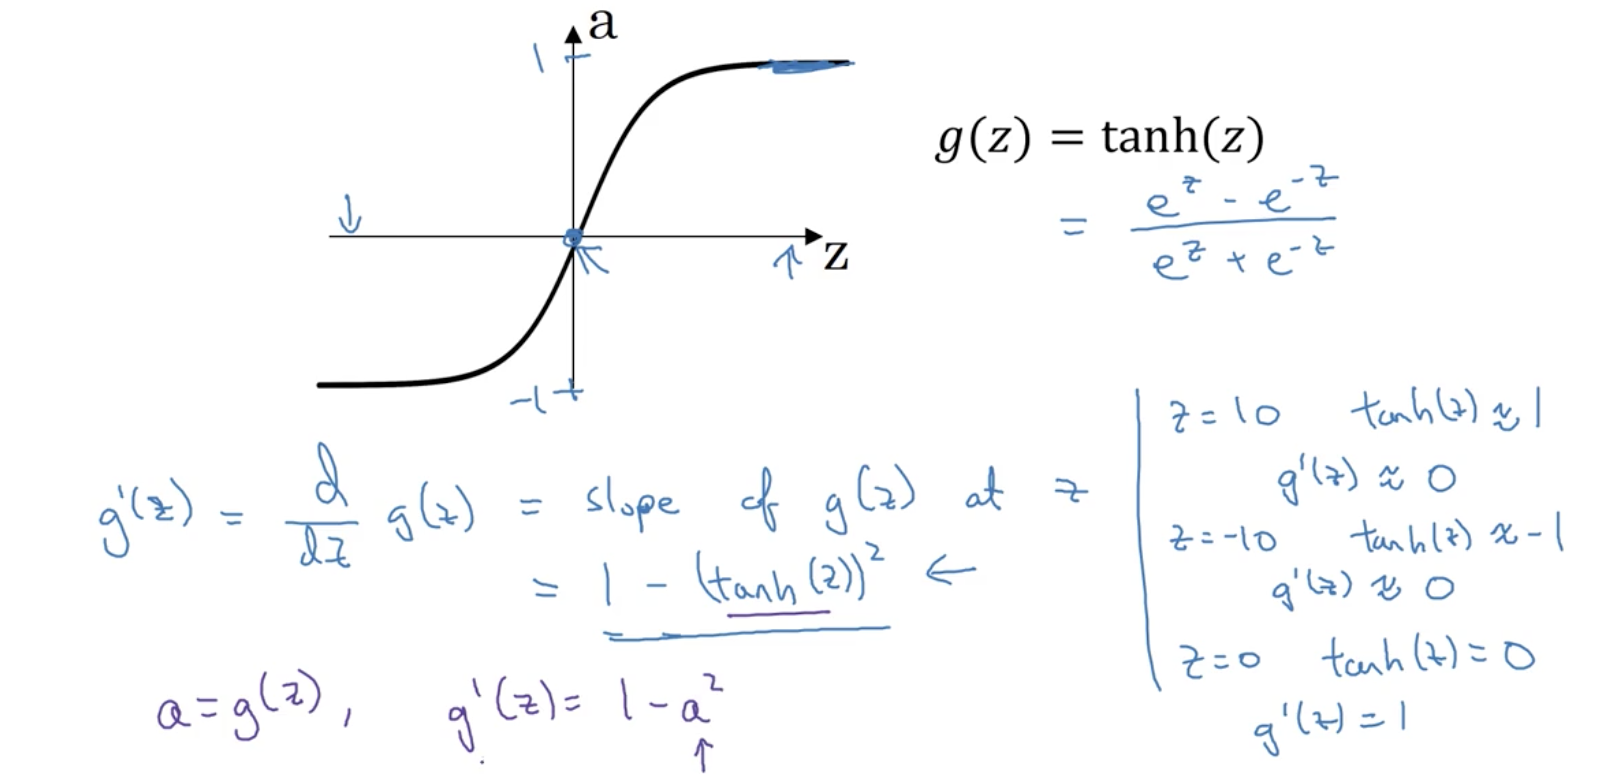 a
1
g(z) = tanh(z)
= (e^z - e^-z) / (e^z + e^-z)
z
-1
z = 10 tanh(z) ≈ 1
g'(z) ≈ 0
g'(z) = d/dz g(z) = slope of g(z) at z
z = -10 tanh(z) ≈ -1
g'(z) ≈ 0
= 1 - (tanh(z))² ←
z = 0 tanh(z) = 0
a = g(z), g'(z) = 1 - a²
g'(z) = 1